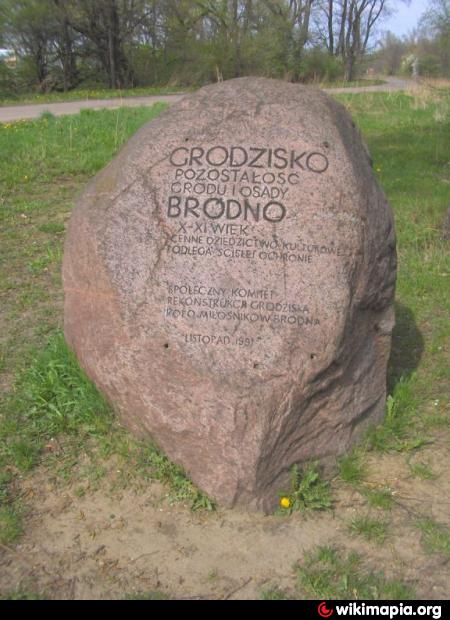 GRODZISKO
POZOSTAŁOŚĆ
GRODU I OSADY
BRÓDNO
X-XI WIEK
CENNE DZIEDZICTWO KULTUROWE
PODLEGA ŚCISŁEJ OCHRONIE
SPOŁECZNY KOMITET
REKONSTRUKCJI GRODZISKA
KOŁO MIŁOŚNIKÓW BRÓDNA
LISTOPAD
wikimapia.org